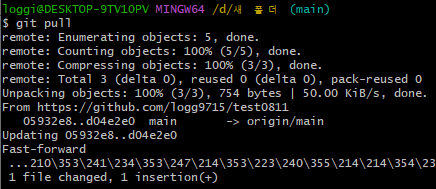 loggi@DESKTOP-9TV1OPV MINGW64 /d/새 폴더 (main)
$ git pull
remote: Enumerating objects: 5, done.
remote: Counting objects: 100% (5/5), done.
remote: Compressing objects: 100% (3/3), done.
remote: Total 3 (delta 0), reused 0 (delta 0), pack-reused 0
Unpacking objects: 100% (3/3), 754 bytes | 50.00 KiB/s, done.
From https://github.com/logg9715/test0811
05932e8..d04e2e0 main -> origin/main
Updating 05932e8..d04e2e0
Fast-forward
...210\353\241\234\353\247\214\353\223\240\355\214\214\354\23
1 file changed, 1 insertion(+)